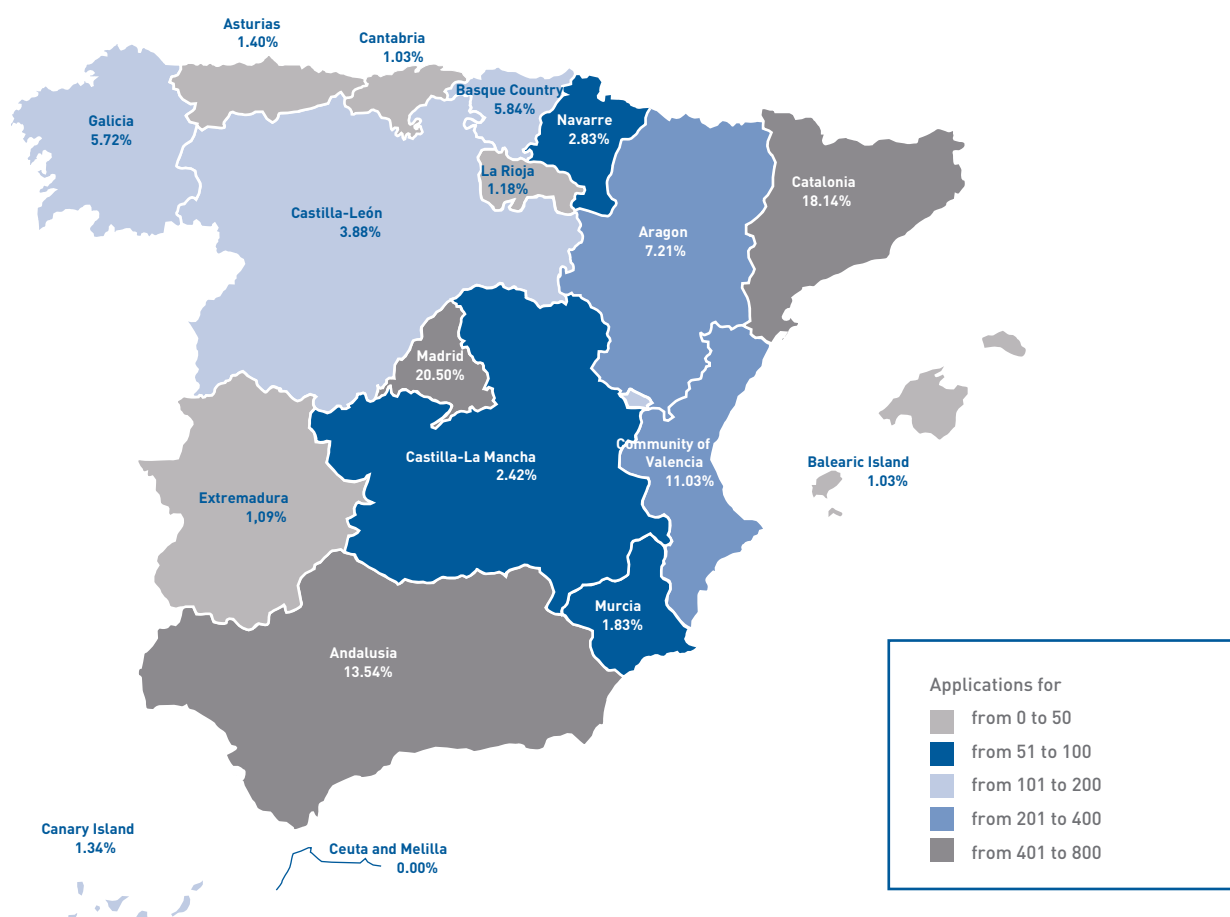 Asturias
1.40%
Cantabria
1.03%
Basque Country
5.84%
Galicia
5.72%
Navarre
2.83%
La Rioja
1.18%
Catalonia
18.14%
Castilla-León
3.88%
Aragon
7.21%
Madrid
20.50%
Community of
Valencia
11.03%
Castilla-La Mancha
2.42%
Balearic Island
1.03%
Extremadura
1,09%
Murcia
1.83%
Andalusia
13.54%
Canary Island
1.34%
Ceuta and Melilla
0.00%
Applications for
from 0 to 50
from 51 to 100
from 101 to 200
from 201 to 400
from 401 to 800